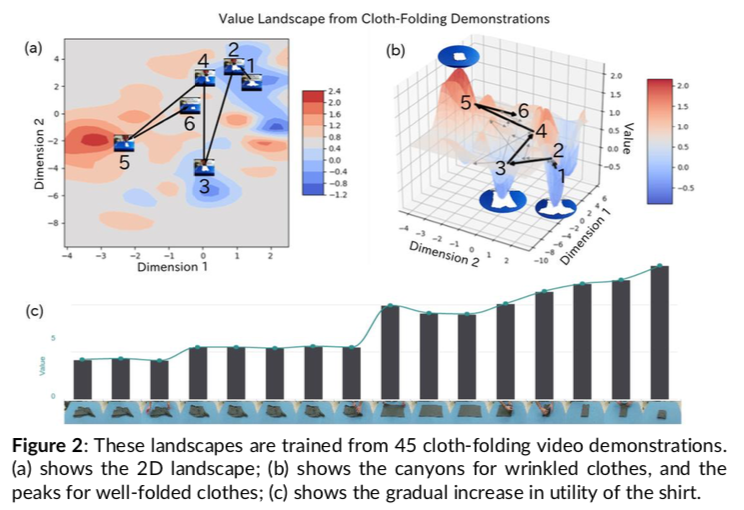 Value Landscape from Cloth-Folding Demonstrations
(a)
4
2
0
−2
−4
−6
−8
Dimension 2
−4 −3 −2 −1 0 1 2
Dimension 1
1
2
3
4
5
6
2.4
2.0
1.6
1.2
0.8
0.4
0.0
−0.4
−0.8
−1.2
(b)
5
6
4
2
3
1
2.0
1.5
1.0
0.5
0.0
−0.5
Value
−4 −3 −2 −1 0 1 2
Dimension 2
−10 −8 −6 −4 −2 0 2 4 6
Dimension 1
2.0
1.5
1.0
0.5
0.0
−0.5
(c)
5
0
Value
Figure 2: These landscapes are trained from 45 cloth-folding video demonstrations.
(a) shows the 2D landscape; (b) shows the canyons for wrinkled clothes, and the
peaks for well-folded clothes; (c) shows the gradual increase in utility of the shirt.